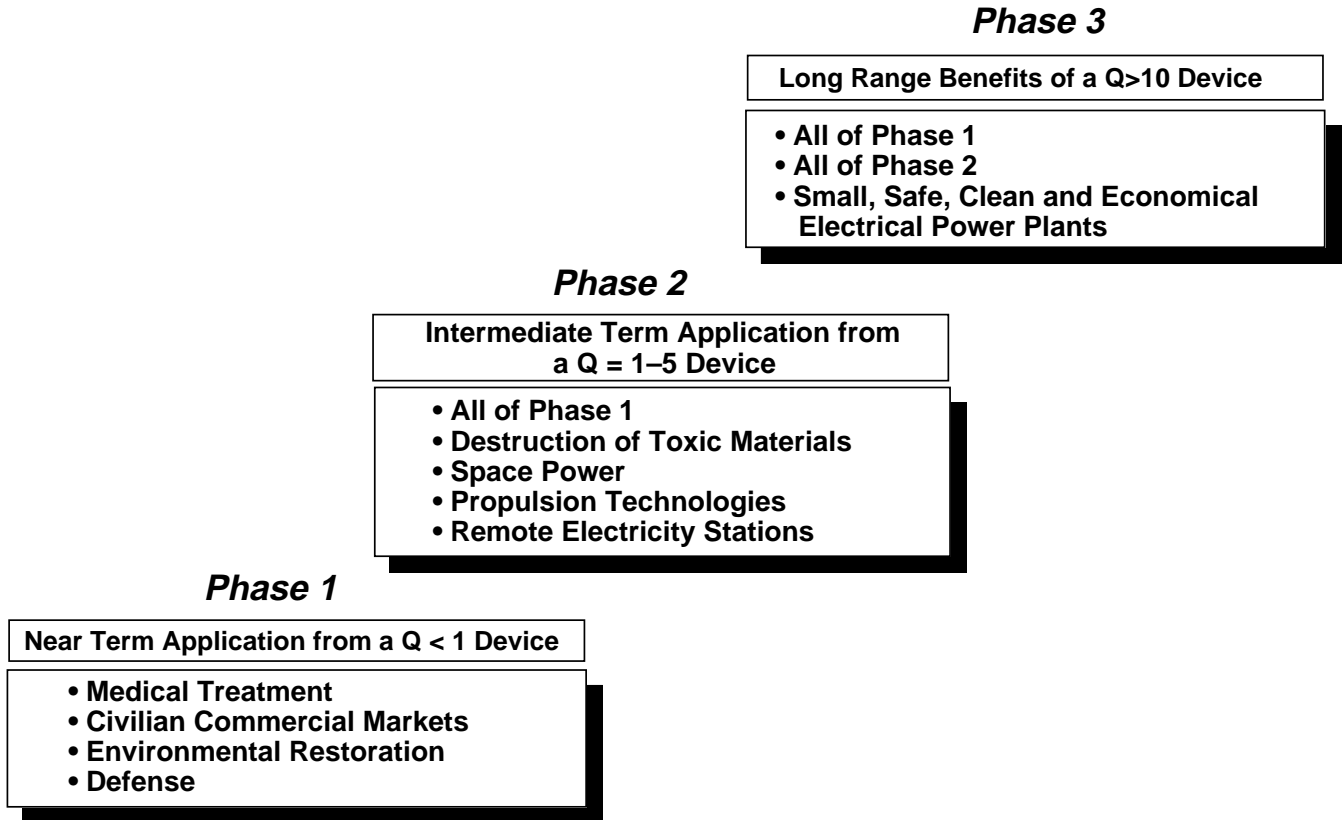 Phase 3
Long Range Benefits of a Q>10 Device
• All of Phase 1
• All of Phase 2
• Small, Safe, Clean and Economical
Electrical Power Plants
Phase 2
Intermediate Term Application from
a Q = 1–5 Device
• All of Phase 1
• Destruction of Toxic Materials
• Space Power
• Propulsion Technologies
• Remote Electricity Stations
Phase 1
Near Term Application from a Q < 1 Device
• Medical Treatment
• Civilian Commercial Markets
• Environmental Restoration
• Defense